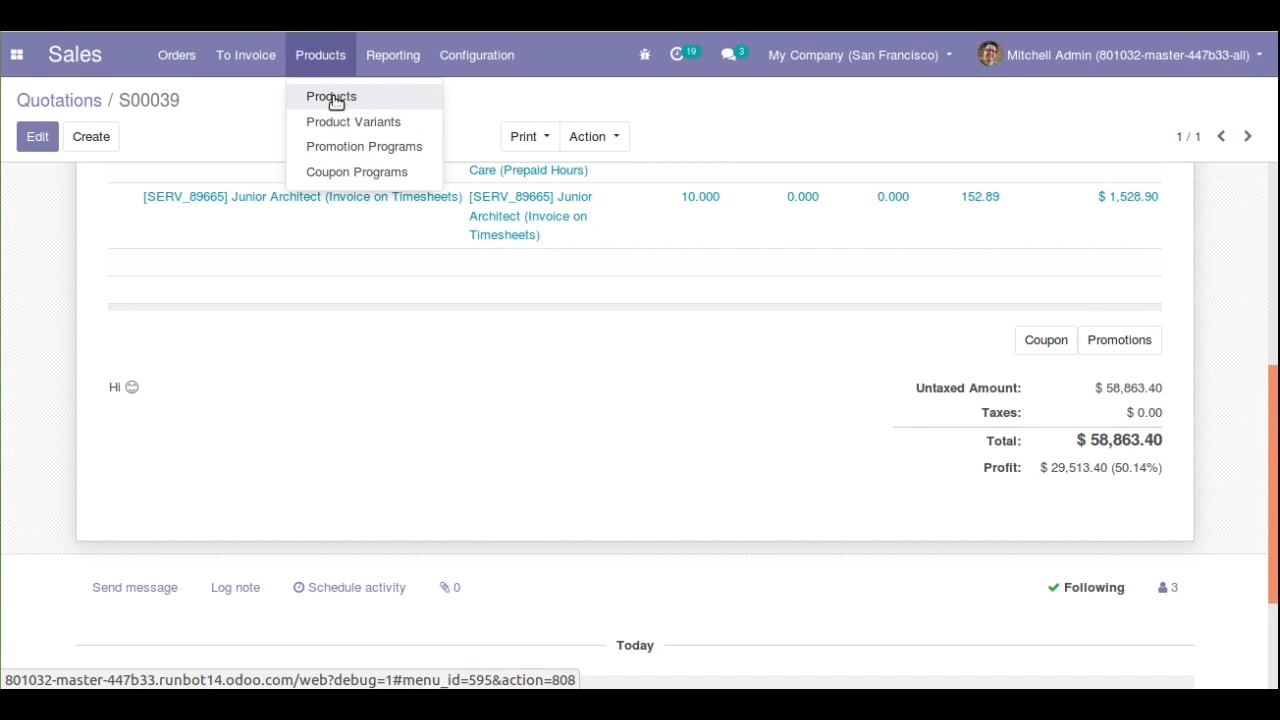 Sales Orders To Invoice Products Reporting Configuration 19 3 My Company (San Francisco) Mitchell Admin (801032-master-447b33-all)
Quotations / S00039
Products
Product Variants
Promotion Programs
Coupon Programs
Edit Create Print Action 1 / 1
Care (Prepaid Hours)
[SERV_89665] Junior Architect (Invoice on Timesheets) [SERV_89665] Junior 10.000 0.000 0.000 152.89 $ 1,528.90
Architect (Invoice on
Timesheets)
Coupon Promotions
Hi 😊 Untaxed Amount: $ 58,863.40
Taxes: $ 0.00
Total: $ 58,863.40
Profit: $ 29,513.40 (50.14%)
Send message Log note Schedule activity 0 Following 3
Today
801032-master-447b33.runbot14.odoo.com/web?debug=1#menu_id=595&action=808